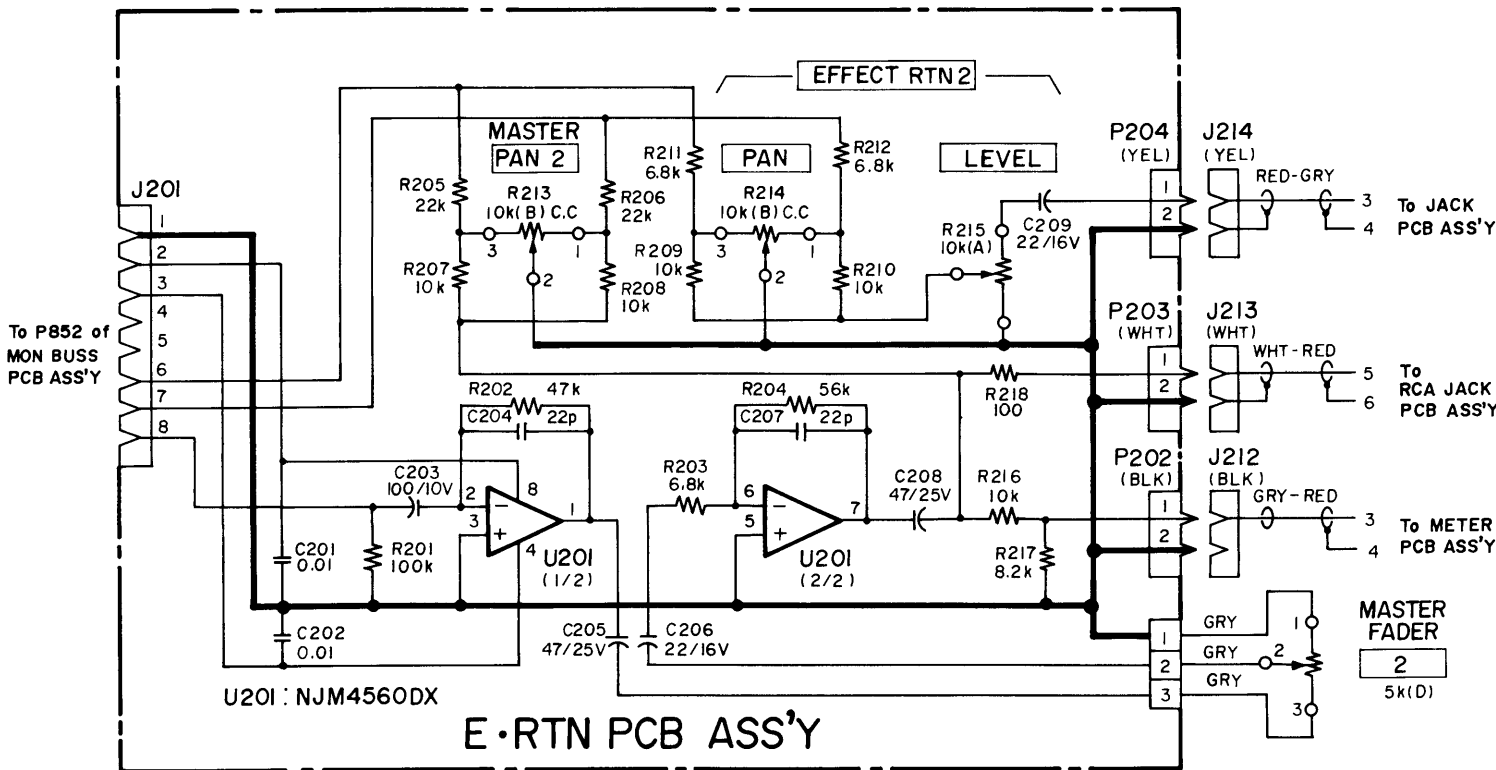 EFFECT RTN 2
MASTER
PAN 2
PAN
LEVEL
R205
22k
R213
10k(B) C.C
R206
22k
R211
6.8k
R214
10k(B) C.C
R212
6.8k
R215
10k(A)
C209
22/16V
3
1
2
3
1
2
R207
10k
R208
10k
R209
10k
R210
10k
J201
1
2
3
4
5
6
7
8
To P852 of
MON BUSS
PCB ASS'Y
P204
(YEL)
J214
(YEL)
1
2
RED-GRY
3
4
To JACK
PCB ASS'Y
P203
(WHT)
J213
(WHT)
1
2
WHT-RED
5
6
To
RCA JACK
PCB ASS'Y
R218
100
P202
(BLK)
J212
(BLK)
1
2
GRY-RED
3
4
To METER
PCB ASS'Y
R202 47k
C204 22p
R204 56k
C207 22p
C203
100/10V
2
3
8
1
4
U201
(1/2)
R203
6.8k
6
5
7
U201
(2/2)
C208
47/25V
R216
10k
R217
8.2k
C201
0.01
R201
100k
C202
0.01
C205
47/25V
C206
22/16V
1
2
3
GRY
GRY
GRY
1
2
3
MASTER
FADER
2
5k(D)
U201 : NJM4560DX
E·RTN PCB ASS'Y